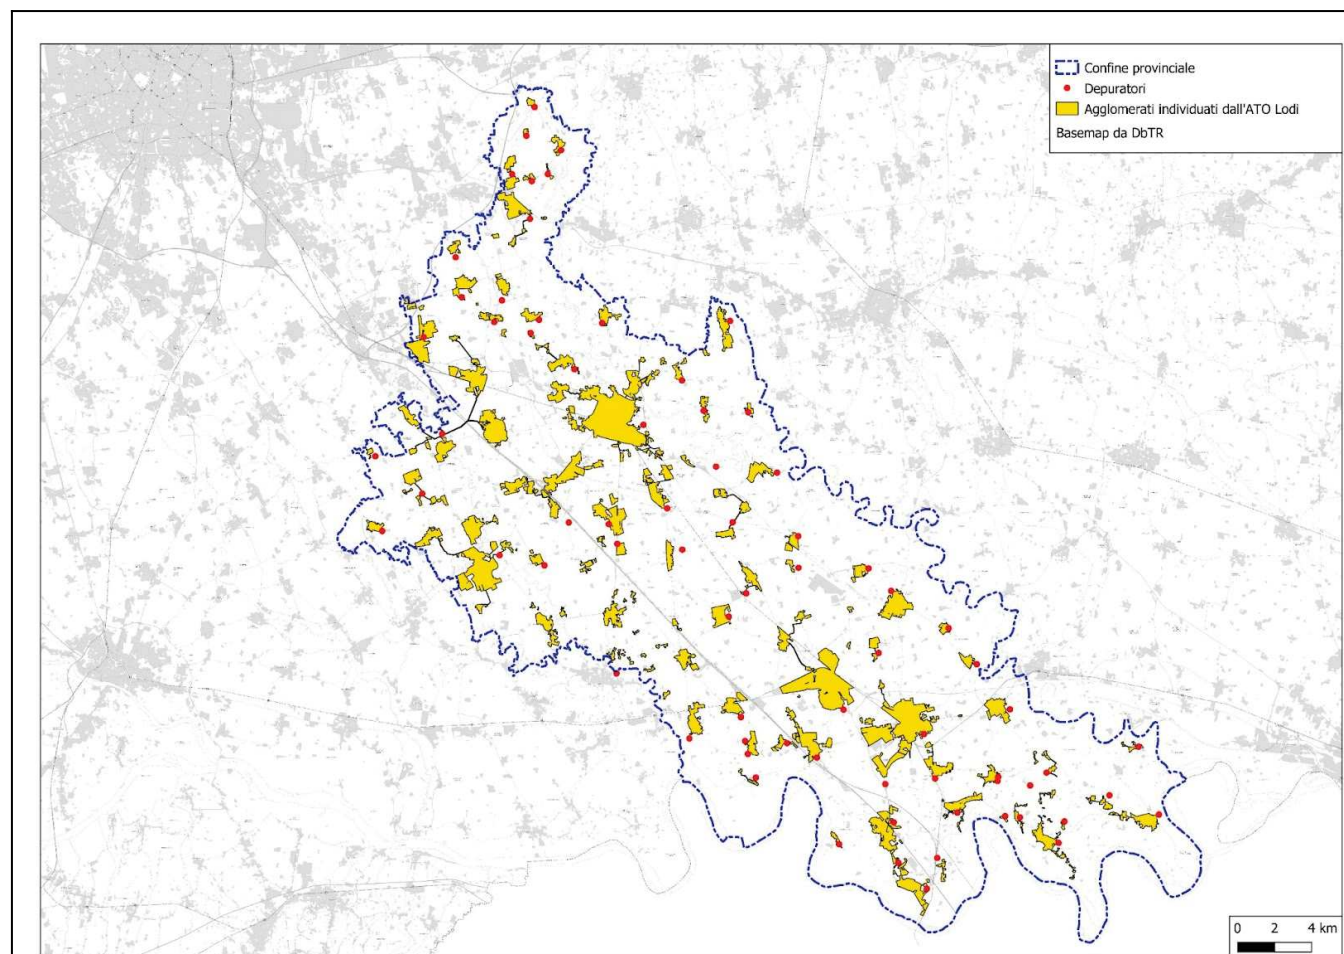 Confine provinciale
Depuratori
Agglomerati individuati dall'ATO Lodi
Basemap da DbTR
0 2 4 km